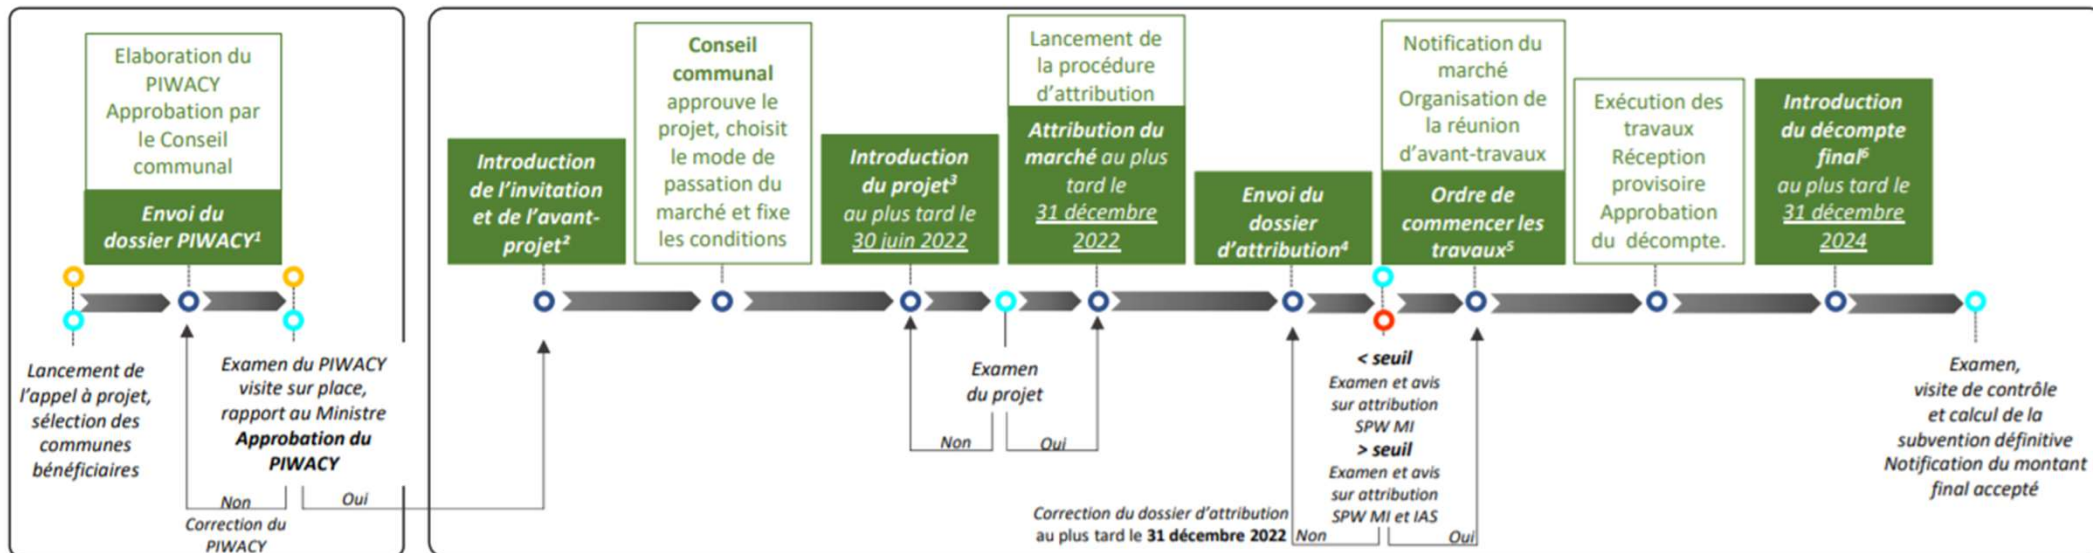 Elaboration du
PIWACY
Approbation par
le Conseil
communal
Envoi du
dossier PIWACY¹
Lancement de
l'appel à projet,
sélection des
communes
bénéficiaires
Examen du PIWACY
visite sur place,
rapport au Ministre
Approbation du
PIWACY
Non
Oui
Correction du
PIWACY
Introduction
de l'invitation
et de l'avant-
projet²
Conseil
communal
approuve le
projet, choisit
le mode de
passation du
marché et fixe
les conditions
Introduction
du projet³
au plus tard le
30 juin 2022
Examen
du projet
Non
Oui
Lancement de
la procédure
d'attribution
Attribution du
marché au plus
tard le
31 décembre
2022
Envoi du
dossier
d'attribution⁴
< seuil
Examen et avis
sur attribution
SPW MI
> seuil
Examen et avis
sur attribution
SPW MI et IAS
Correction du dossier d'attribution
au plus tard le 31 décembre 2022
Non
Oui
Notification du
marché
Organisation de
la réunion
d'avant-travaux
Ordre de
commencer les
travaux⁵
Exécution des
travaux
Réception
provisoire
Approbation
du décompte.
Introduction
du décompte
final⁶
au plus tard le
31 décembre
2024
Examen,
visite de contrôle
et calcul de la
subvention définitive
Notification du montant
final accepté